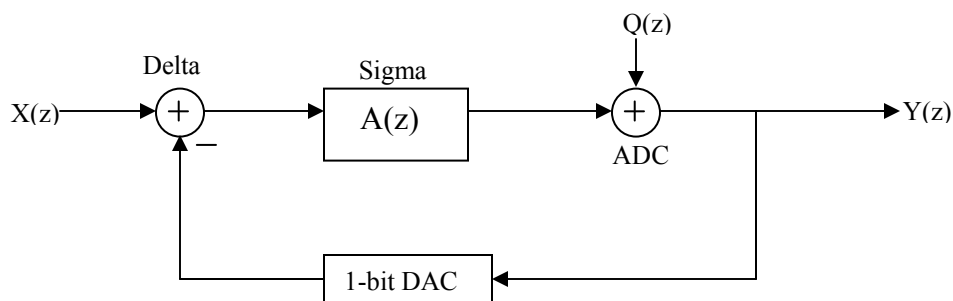 Q(z)
Delta
Sigma
X(z)
+
A(z)
+
Y(z)
–
ADC
1-bit DAC